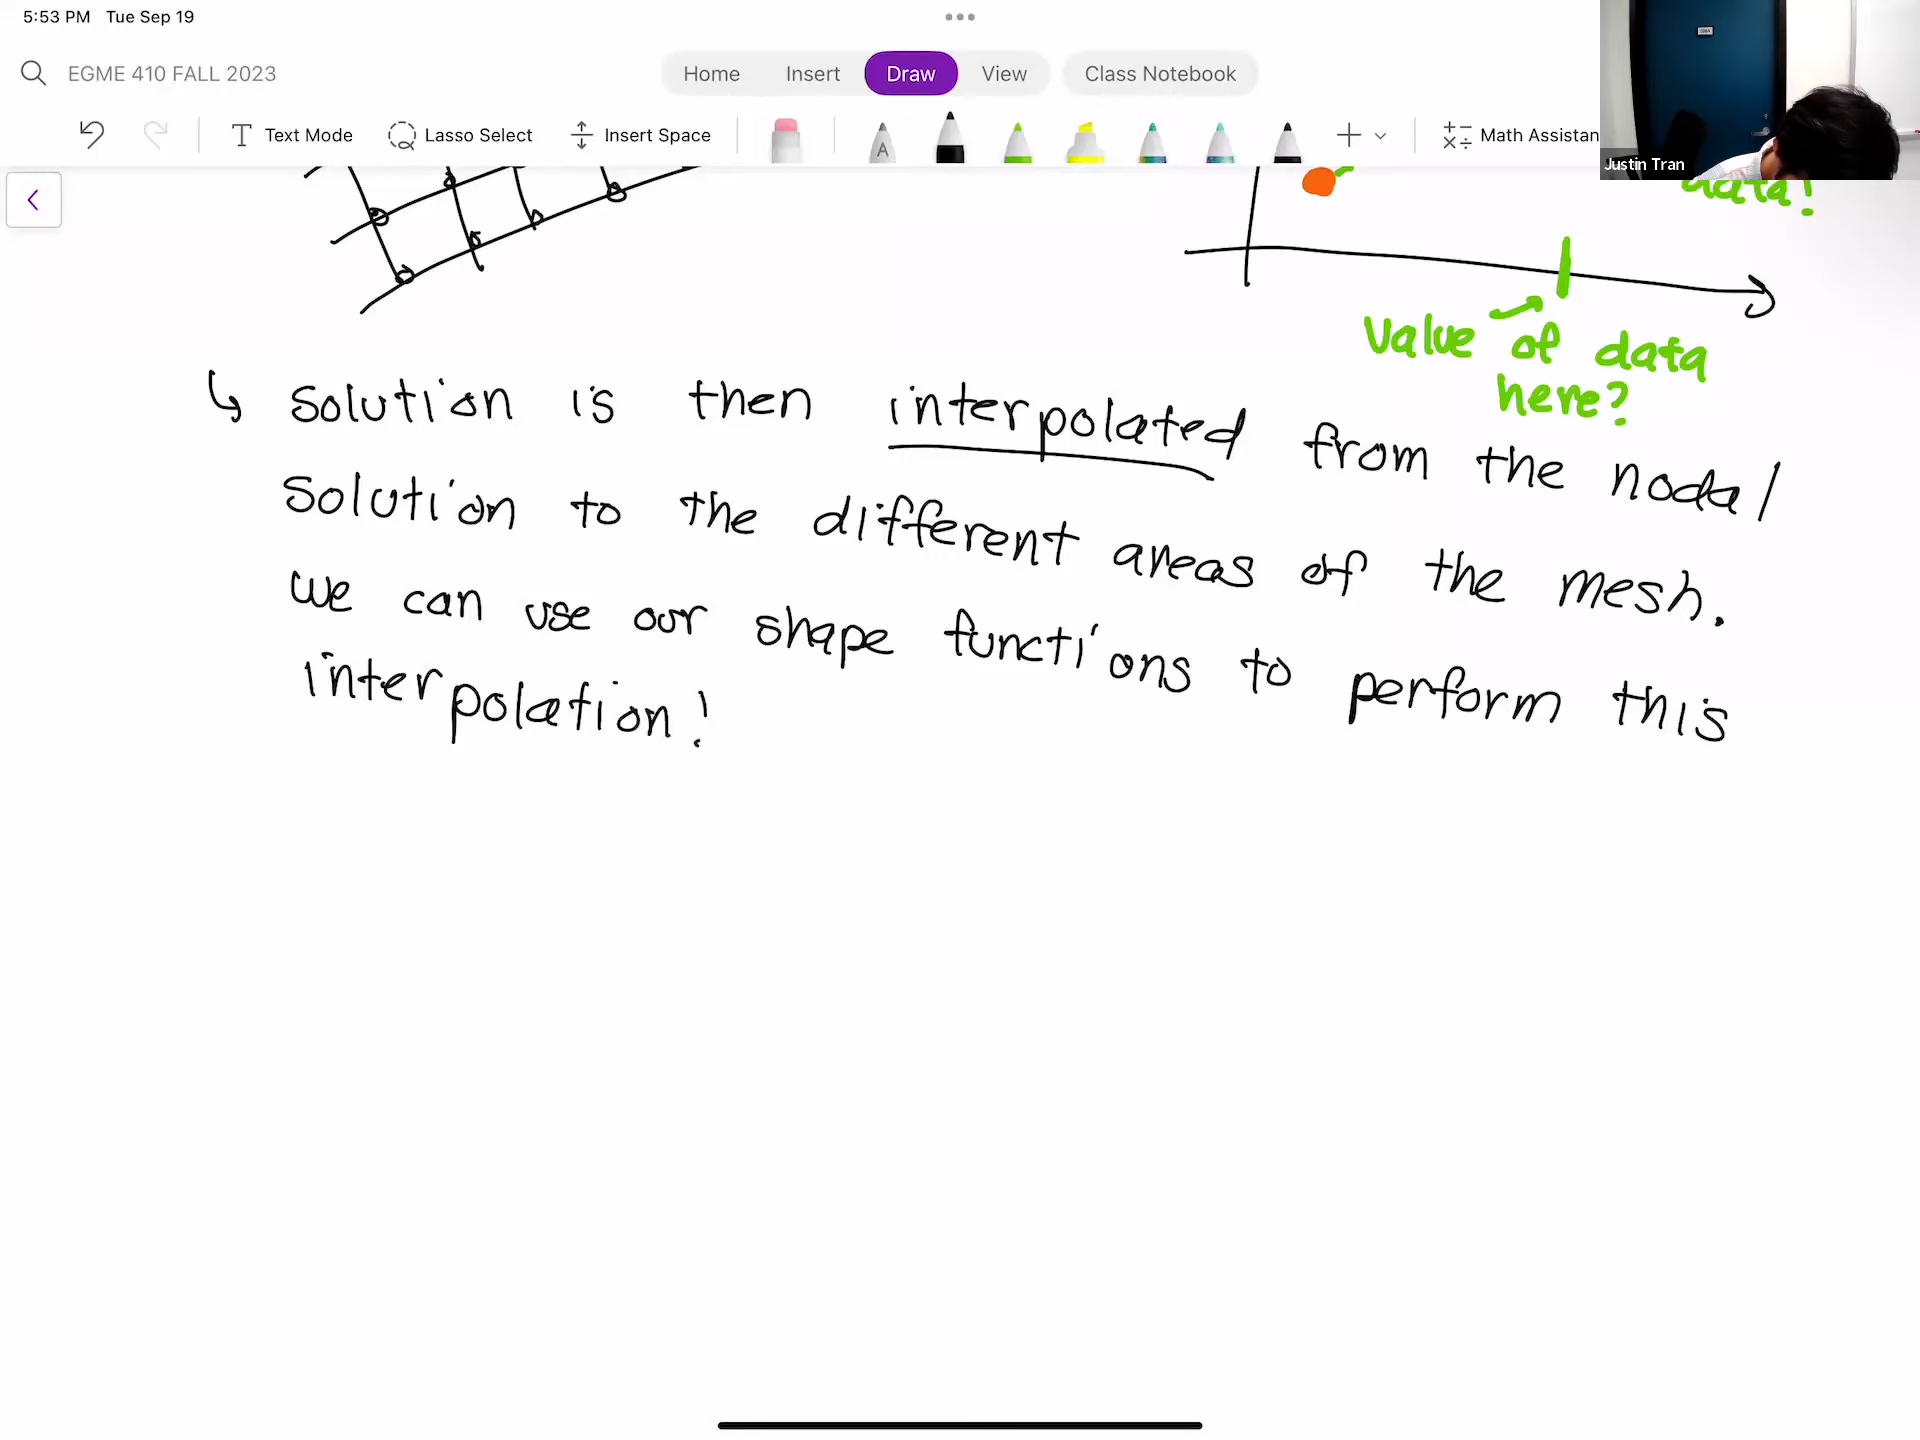 5:53 PM Tue Sep 19
EGME 410 FALL 2023
Home Insert Draw View Class Notebook
Text Mode Lasso Select Insert Space A Math Assistan
Justin Tran
data!
Value of data
here?
↳ solution is then interpolated from the nodal
solution to the different areas of the mesh.
We can use our shape functions to perform this
interpolation!